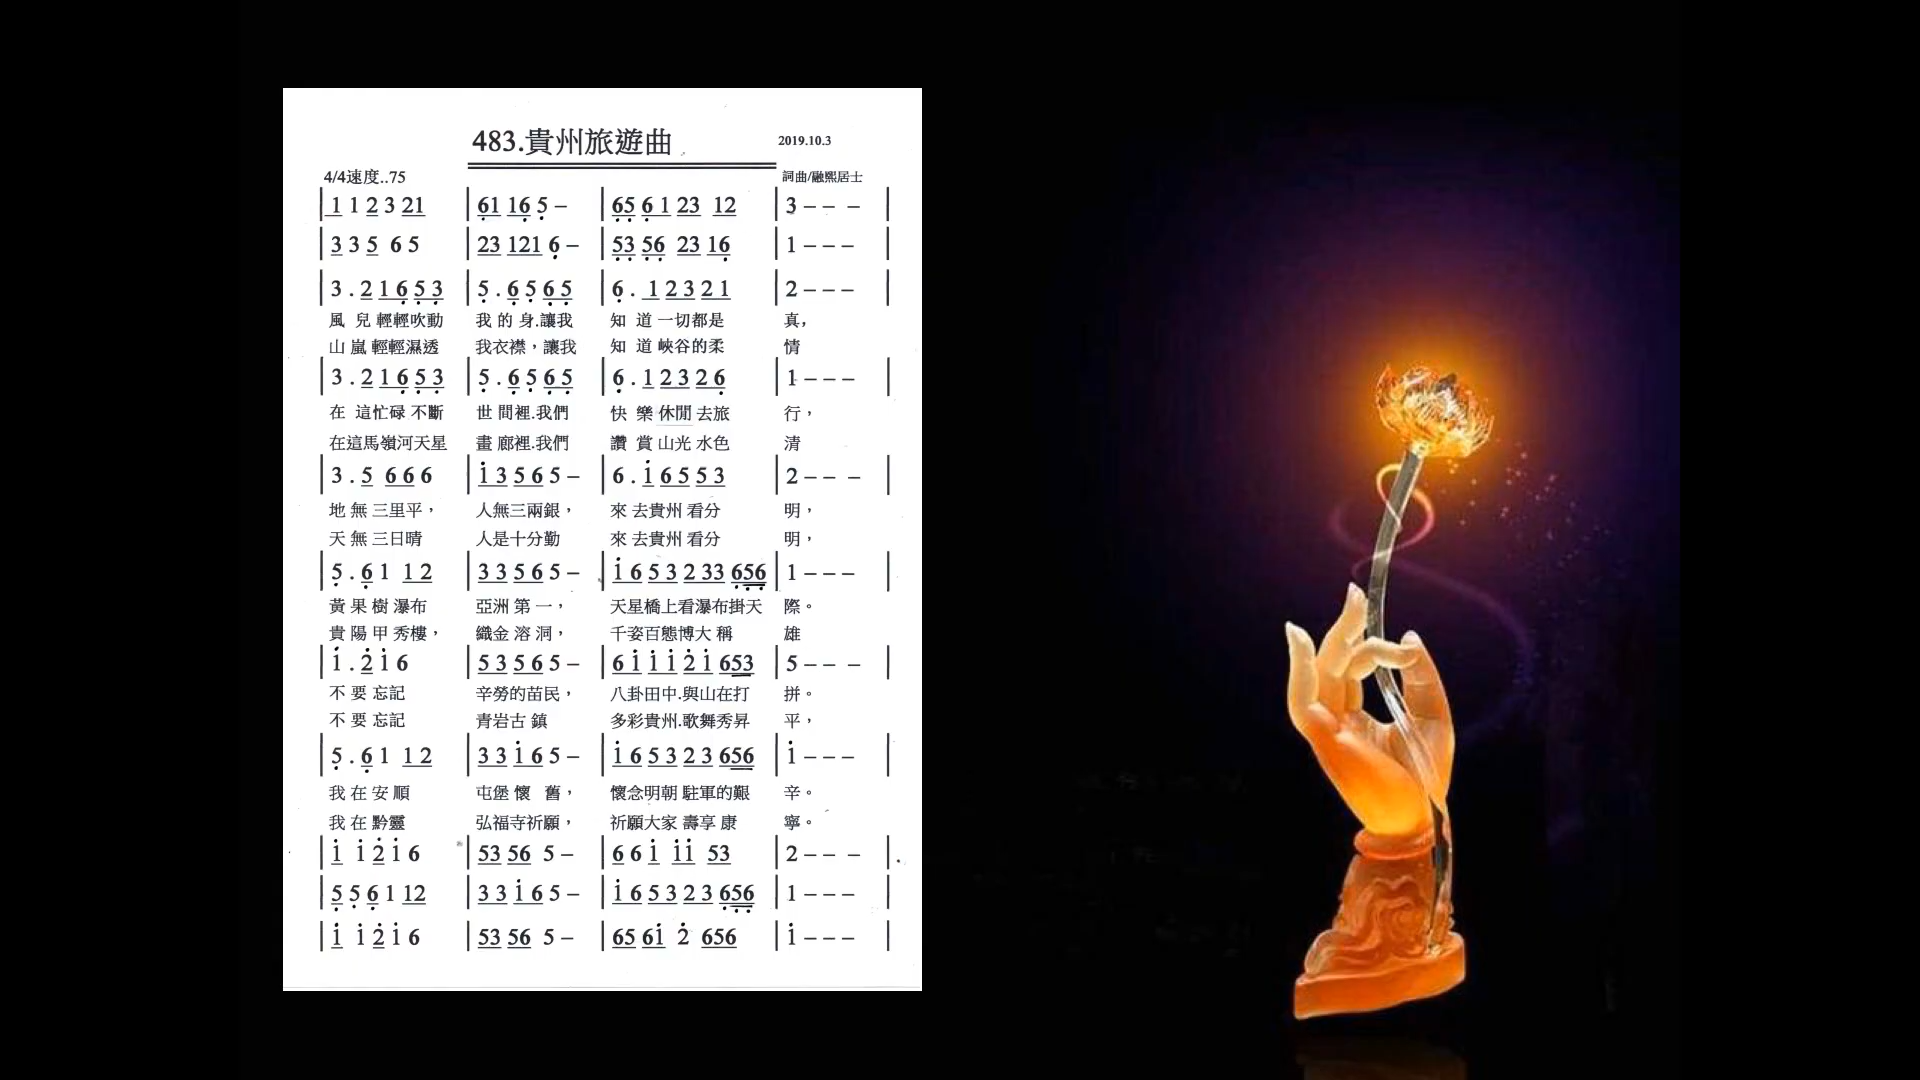 483.貴州旅遊曲
2019.10.3
4/4速度..75
詞曲/融熙居士
| 1 1 2 3 21 | 61 16 5 – | 65 6 1 23 12 | 3 – – – |
| 3 3 5 6 5 | 23 121 6 – | 53 56 23 16 | 1 – – – |
| 3 . 2 1 6 5 3 | 5 . 6 5 6 5 | 6 . 1 2 3 2 1 | 2 – – – |
風 兒 輕輕吹動 我 的 身.讓我 知 道 一切都是 真,
山 嵐 輕輕濕透 我衣襟，讓我 知 道 峽谷的柔 情
| 3 . 2 1 6 5 3 | 5 . 6 5 6 5 | 6 . 1 2 3 2 6 | 1 – – – |
在 這忙碌 不斷 世 間裡.我們 快 樂 休閒 去旅 行，
在這馬嶺河天星 畫 廊裡.我們 讚 賞 山光 水色 清
| 3 . 5 6 6 6 | 1̇ 3 5 6 5 – | 6 . 1̇ 6 5 5 3 | 2 – – – |
地 無 三里平， 人無三兩銀， 來 去貴州 看分 明，
天 無 三日晴 人是十分勤 來 去貴州 看分 明，
| 5 . 6 1 1 2 | 3 3 5 6 5 – | 1̇ 6 5 3 2 33 656 | 1 – – – |
黃 果 樹 瀑布 亞洲 第 一， 天星橋上看瀑布掛天 際。
貴 陽 甲 秀樓， 織金 溶 洞， 千姿百態博大 稱 雄
| 1̇ . 2̇ 1̇ 6 | 5 3 5 6 5 – | 6 1̇ 1̇ 1̇ 2̇ 1̇ 653 | 5 – – – |
不 要 忘記 辛勞的苗民， 八卦田中.與山在打 拼。
不 要 忘記 青岩古 鎮 多彩貴州.歌舞秀昇 平，
| 5 . 6 1 1 2 | 3 3 1̇ 6 5 – | 1̇ 6 5 3 2 3 656 | 1̇ – – – |
我 在 安 順 屯堡 懷 舊， 懷念明朝 駐軍的艱 辛。
我 在 黔靈 弘福寺祈願， 祈願大家 壽享 康 寧。
| 1̇ 1̇ 2̇ 1̇ 6 | 53 56 5 – | 6 6 1̇ 1̇1̇ 53 | 2 – – – |
| 5 5 6 1 12 | 3 3 1̇ 6 5 – | 1̇ 6 5 3 2 3 656 | 1 – – – |
| 1̇ 1̇ 2̇ 1̇ 6 | 53 56 5 – | 65 61̇ 2̇ 656 | 1̇ – – – |